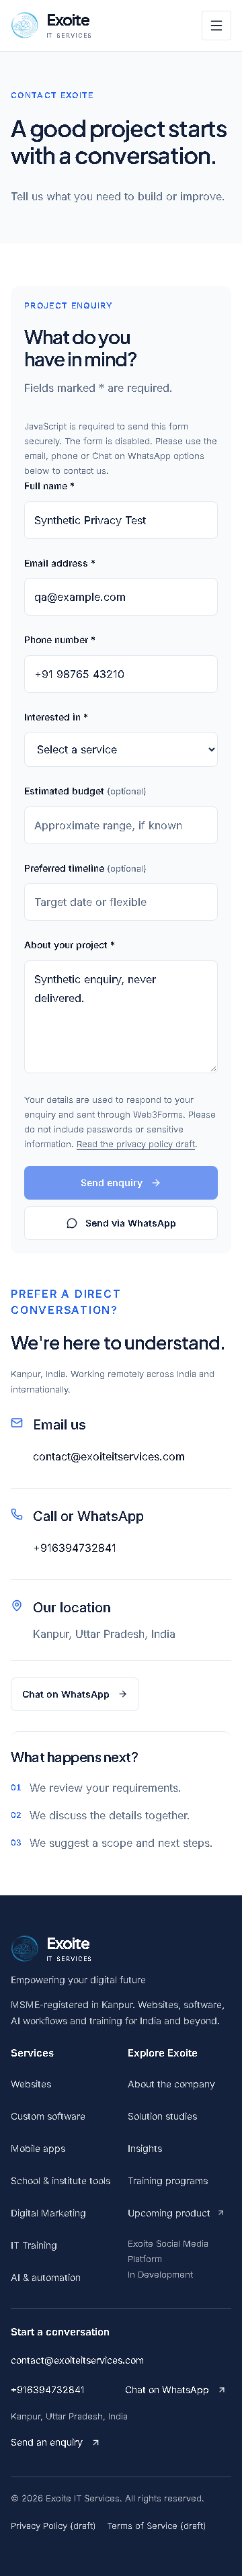 Exoite
IT SERVICES
CONTACT EXOITE
A good project starts
with a conversation.
Tell us what you need to build or improve.
PROJECT ENQUIRY
What do you
have in mind?
Fields marked * are required.
JavaScript is required to send this form
securely. The form is disabled. Please use the
email, phone or Chat on WhatsApp options
below to contact us.
Full name *
Synthetic Privacy Test
Email address *
qa@example.com
Phone number *
+91 98765 43210
Interested in *
Select a service
Estimated budget (optional)
Approximate range, if known
Preferred timeline (optional)
Target date or flexible
About your project *
Synthetic enquiry, never
delivered.
Your details are used to respond to your
enquiry and sent through Web3Forms. Please
do not include passwords or sensitive
information. Read the privacy policy draft.
Send enquiry →
Send via WhatsApp
PREFER A DIRECT
CONVERSATION?
We're here to understand.
Kanpur, India. Working remotely across India and
internationally.
Email us
contact@exoiteitservices.com
Call or WhatsApp
+916394732841
Our location
Kanpur, Uttar Pradesh, India
Chat on WhatsApp →
What happens next?
01 We review your requirements.
02 We discuss the details together.
03 We suggest a scope and next steps.
Exoite
IT SERVICES
Empowering your digital future
MSME-registered in Kanpur. Websites, software,
AI workflows and training for India and beyond.
Services
Websites
Custom software
Mobile apps
School & institute tools
Digital Marketing
IT Training
AI & automation
Explore Exoite
About the company
Solution studies
Insights
Training programs
Upcoming product ↗
Exoite Social Media
Platform
In Development
Start a conversation
contact@exoiteitservices.com
+916394732841
Chat on WhatsApp ↗
Kanpur, Uttar Pradesh, India
Send an enquiry ↗
© 2026 Exoite IT Services. All rights reserved.
Privacy Policy (draft) Terms of Service (draft)